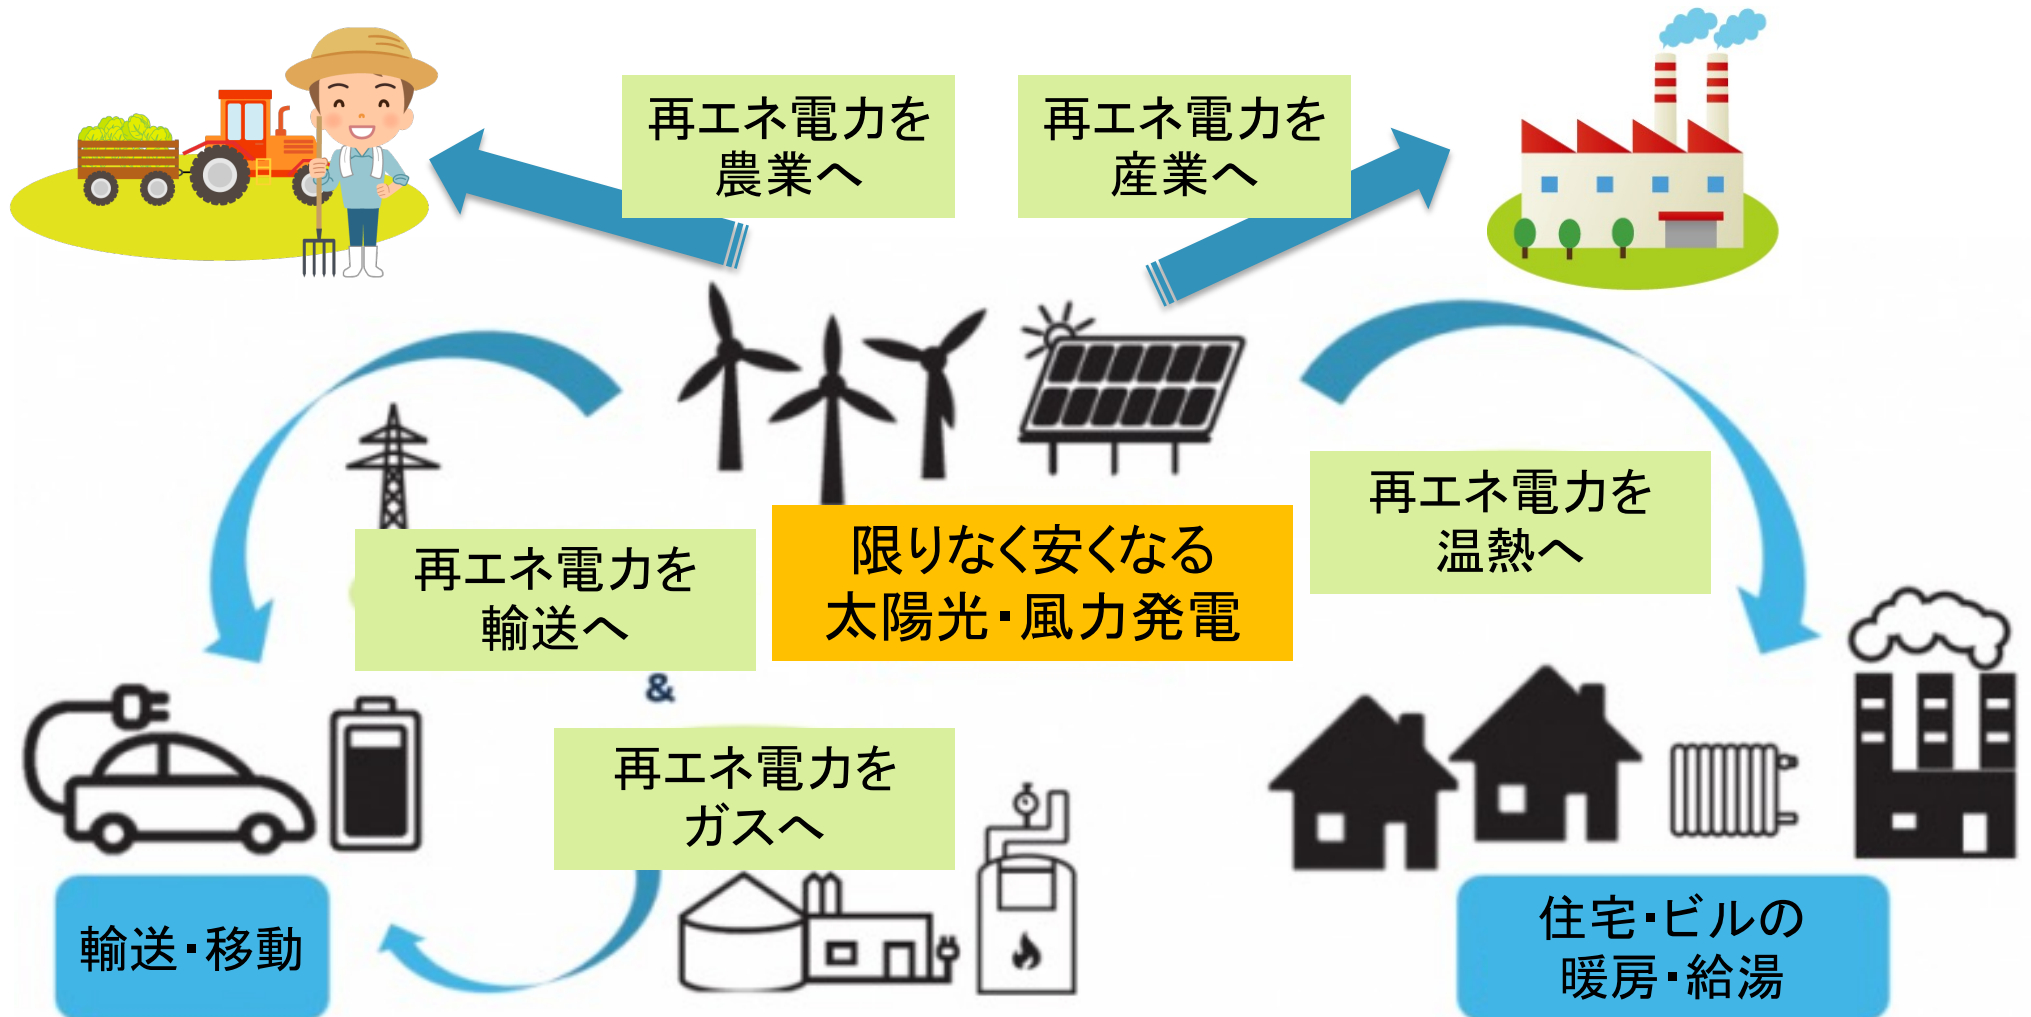 再エネ電力を
農業へ
再エネ電力を
産業へ
再エネ電力を
温熱へ
限りなく安くなる
太陽光・風力発電
再エネ電力を
輸送へ
&
再エネ電力を
ガスへ
輸送・移動
住宅・ビルの
暖房・給湯